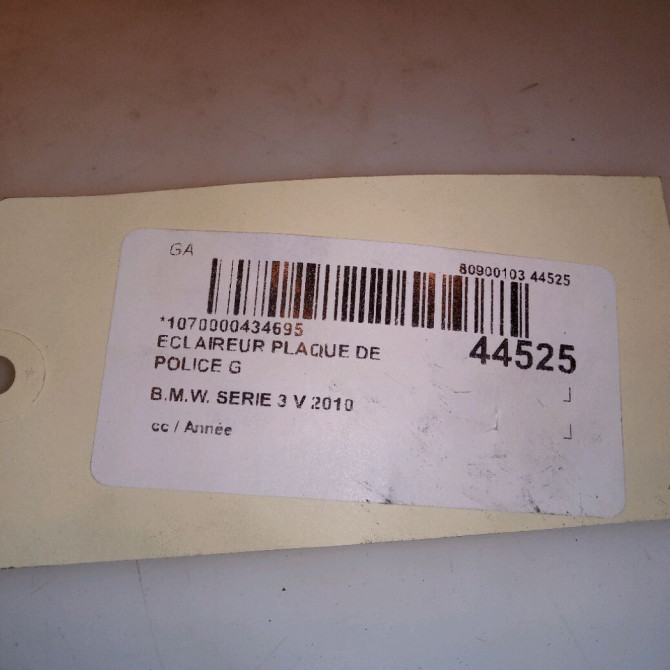 GA
80900103 44525
*1070000434695
ECLAIREUR PLAQUE DE
POLICE G
44525
B.M.W. SERIE 3 V 2010
cc / Année